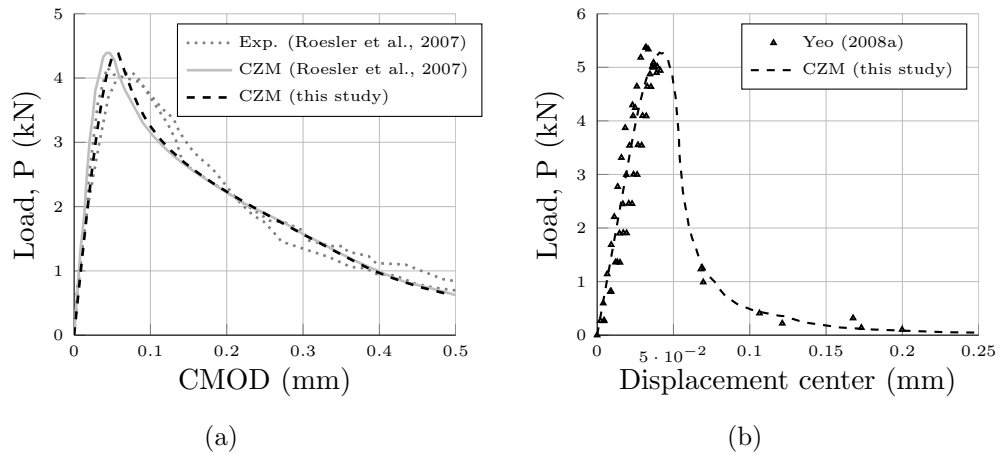 5
4
3
2
1
0
0
0.1
0.2
0.3
0.4
0.5
Load, P (kN)
CMOD (mm)
Exp. (Roesler et al., 2007)
CZM (Roesler et al., 2007)
CZM (this study)
(a)
6
5
4
3
2
1
0
0
5 · 10⁻²
0.1
0.15
0.2
0.25
Load, P (kN)
Displacement center (mm)
Yeo (2008a)
CZM (this study)
(b)